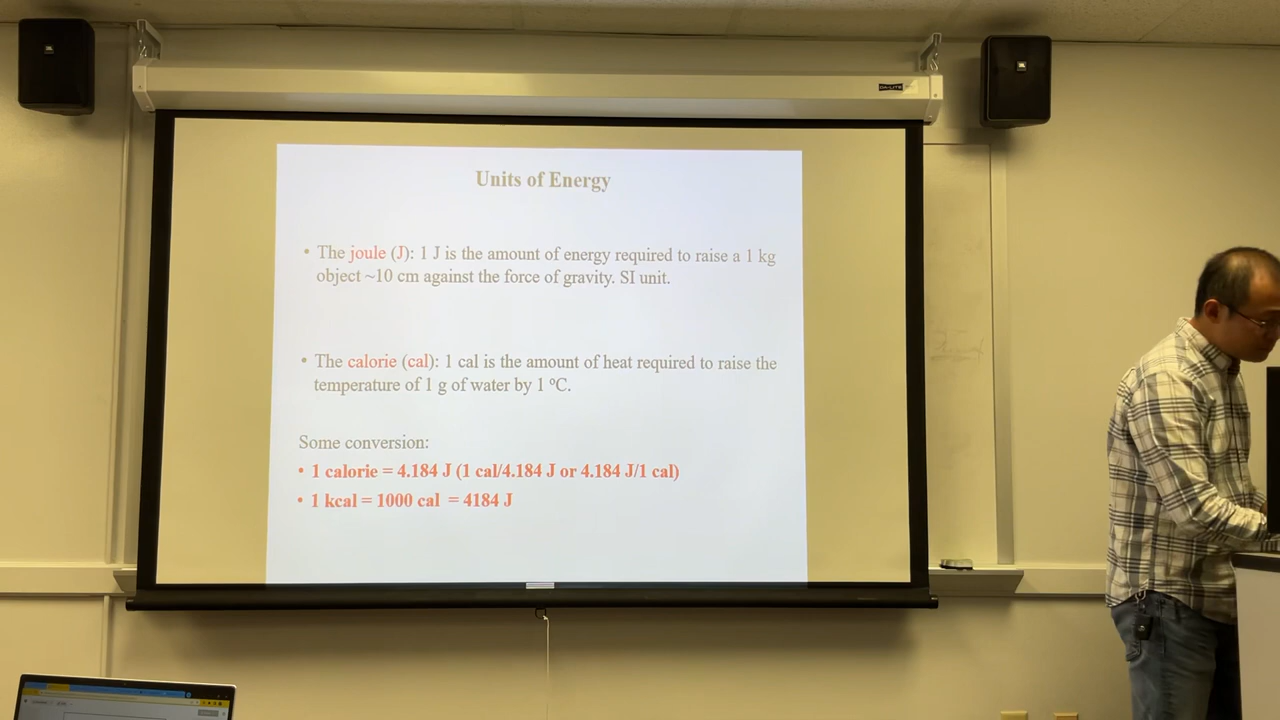 DA-LITE
Units of Energy
• The joule (J): 1 J is the amount of energy required to raise a 1 kg
object ~10 cm against the force of gravity. SI unit.
• The calorie (cal): 1 cal is the amount of heat required to raise the
temperature of 1 g of water by 1 ºC.
Some conversion:
• 1 calorie = 4.184 J (1 cal/4.184 J or 4.184 J/1 cal)
• 1 kcal = 1000 cal = 4184 J